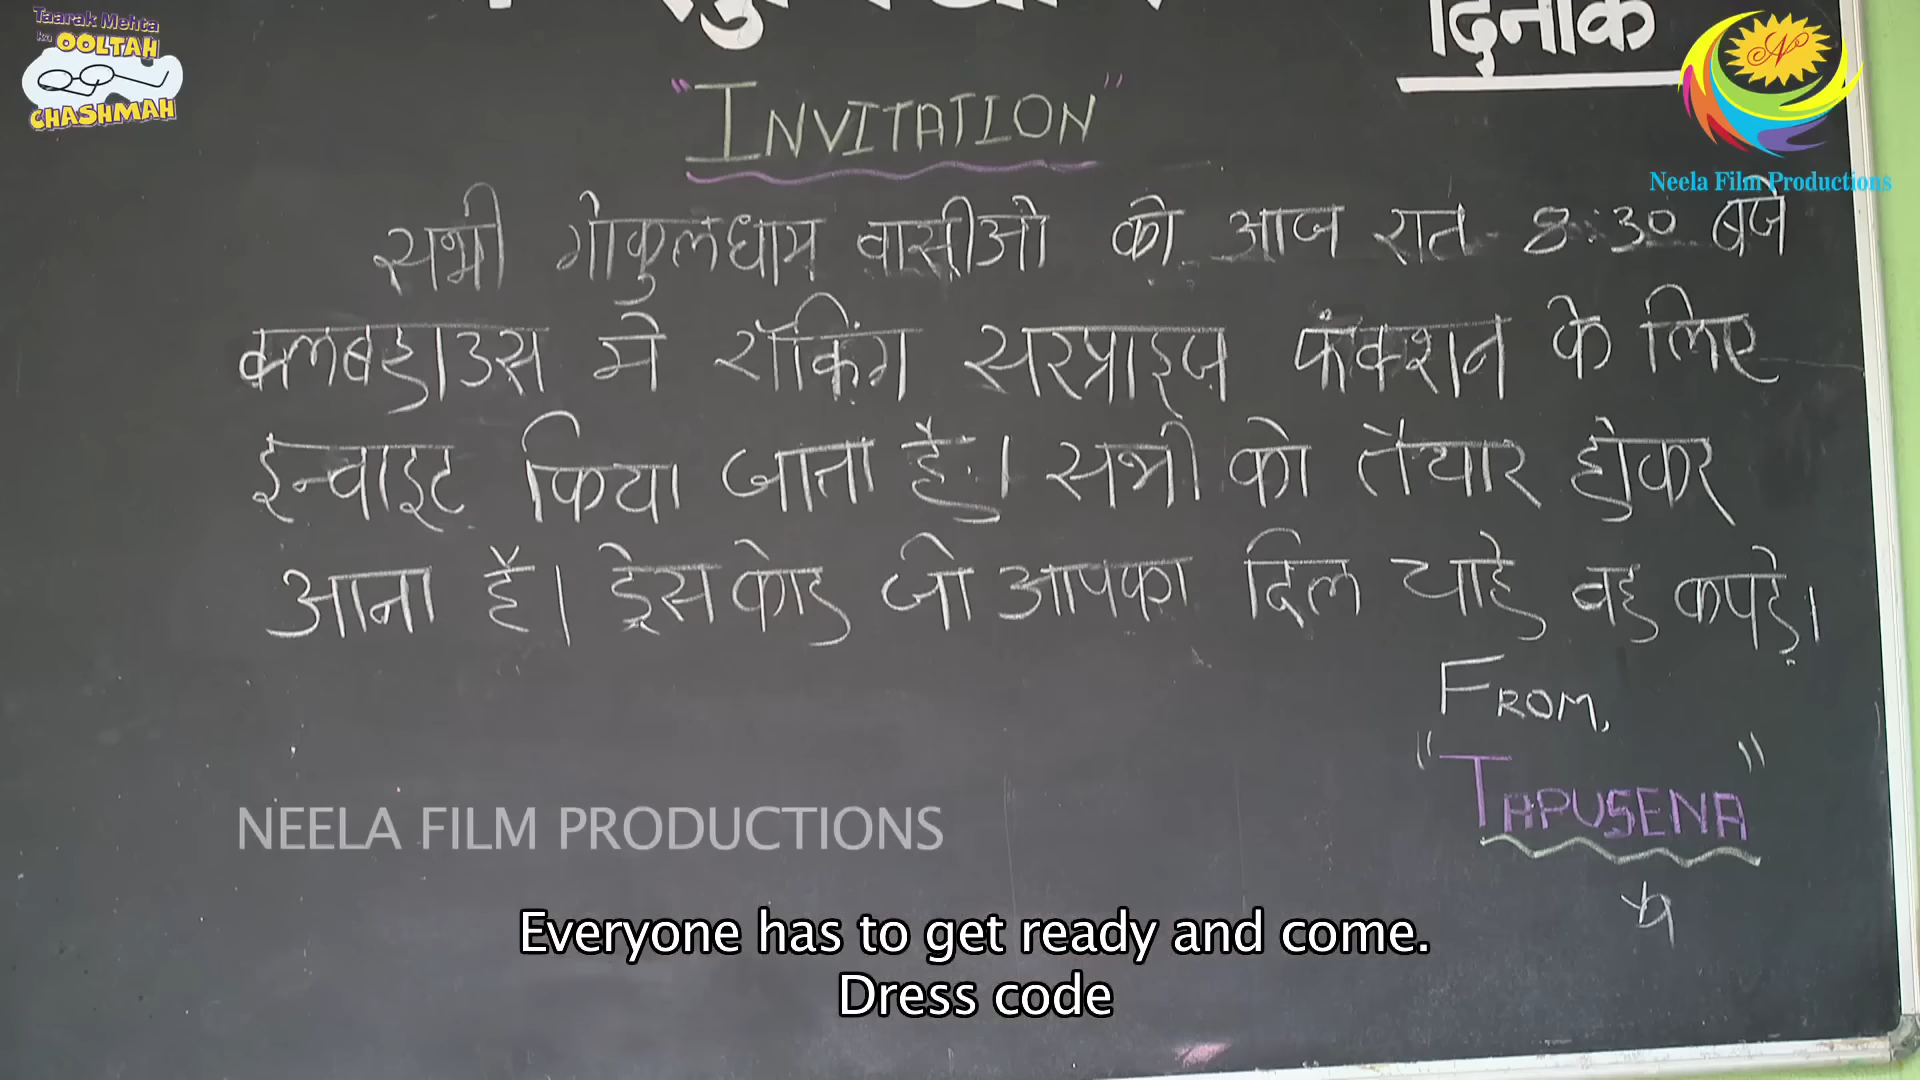 Taarak Mehta
ka OOLTAH
CHASHMAH
दिनांक
Neela Film Productions
"INVITATION"
सभी गोकुलधाम वासीओ को आज रात 8:30 बजे
क्लबहाउस मे रॉकिंग सरप्राइज फंक्शन के लिए
इन्वाइट किया जाता है। सभी को तैयार होकर
आना है। ड्रेस कोड जो आपका दिल चाहे वह कपड़े।
FROM,
"TAPUSENA"
NEELA FILM PRODUCTIONS
Everyone has to get ready and come.
Dress code